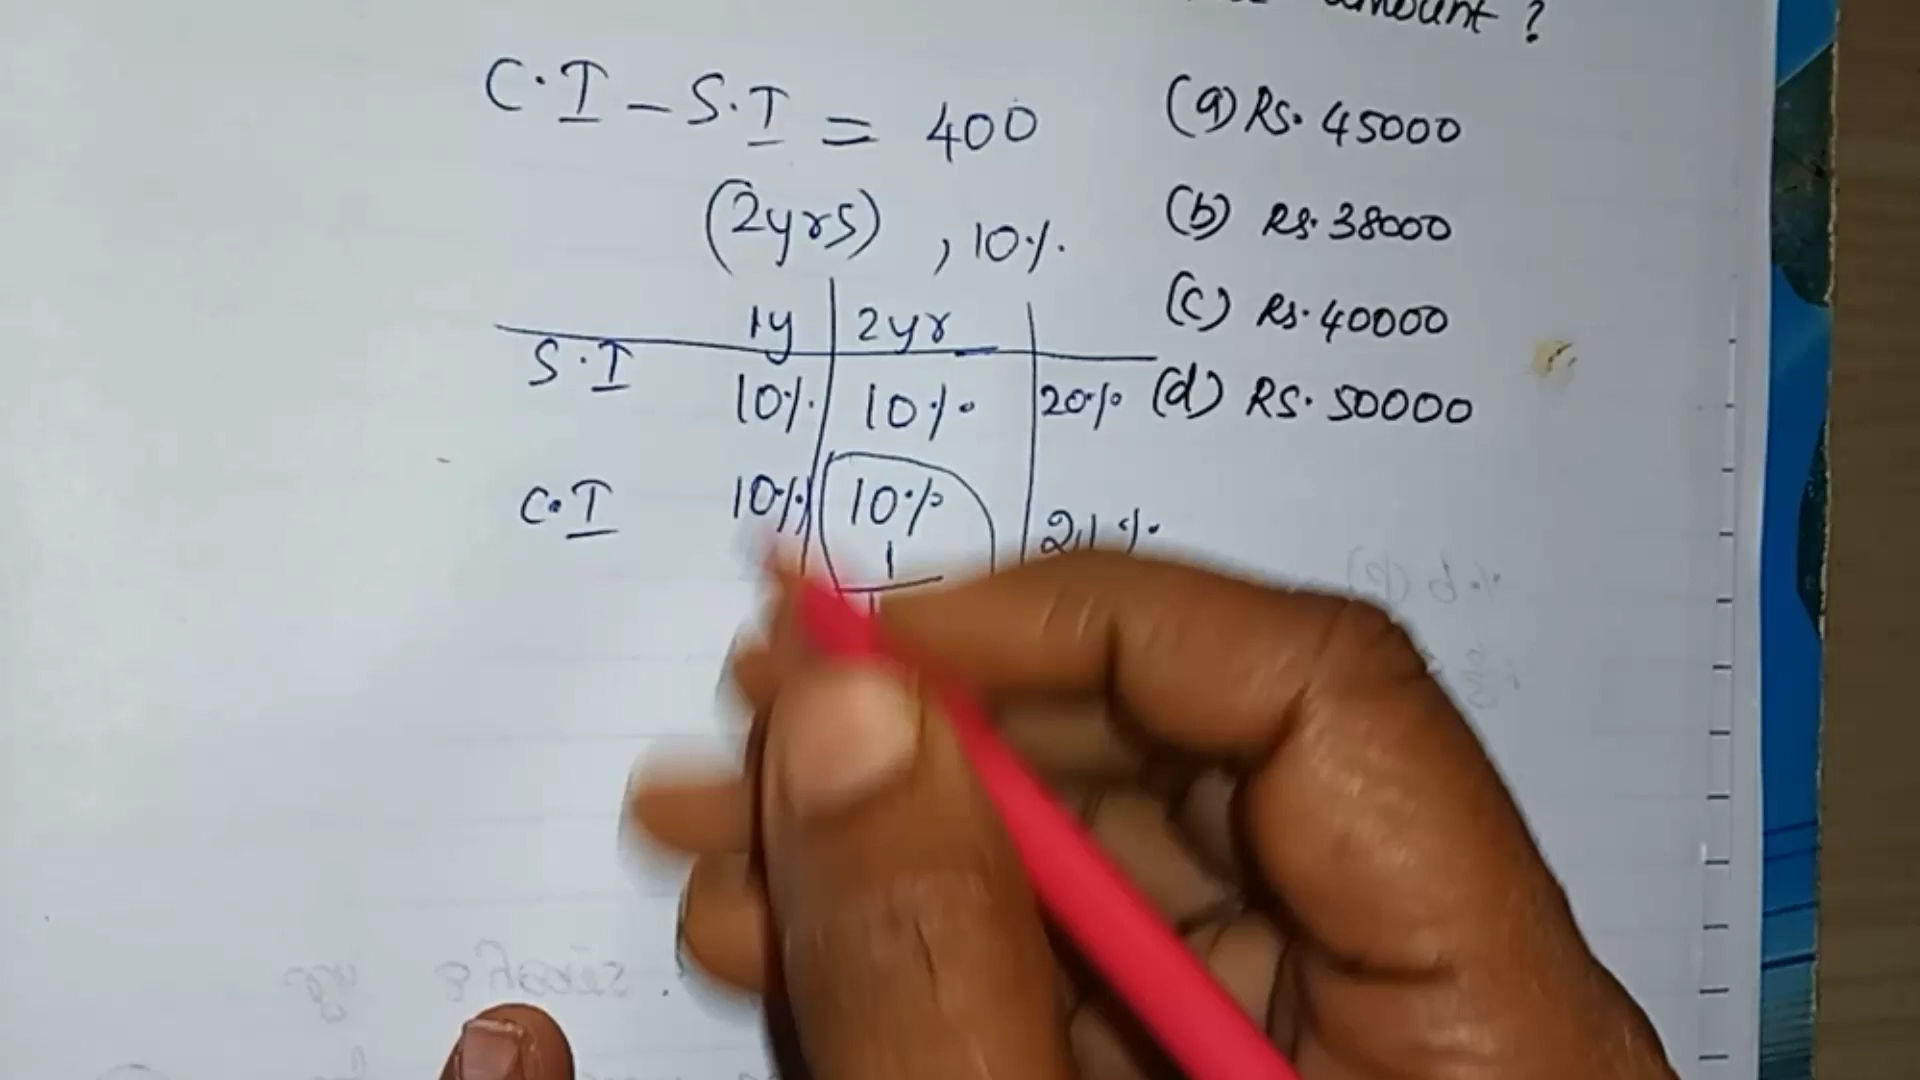 amount ?
C.I - S.I = 400
(2yrs) , 10%.
(a) Rs. 45000
(b) Rs. 38000
(c) Rs. 40000
(d) Rs. 50000
1y 2yr
S.I 10% 10% 20%
C.I 10% 10% 21%
1